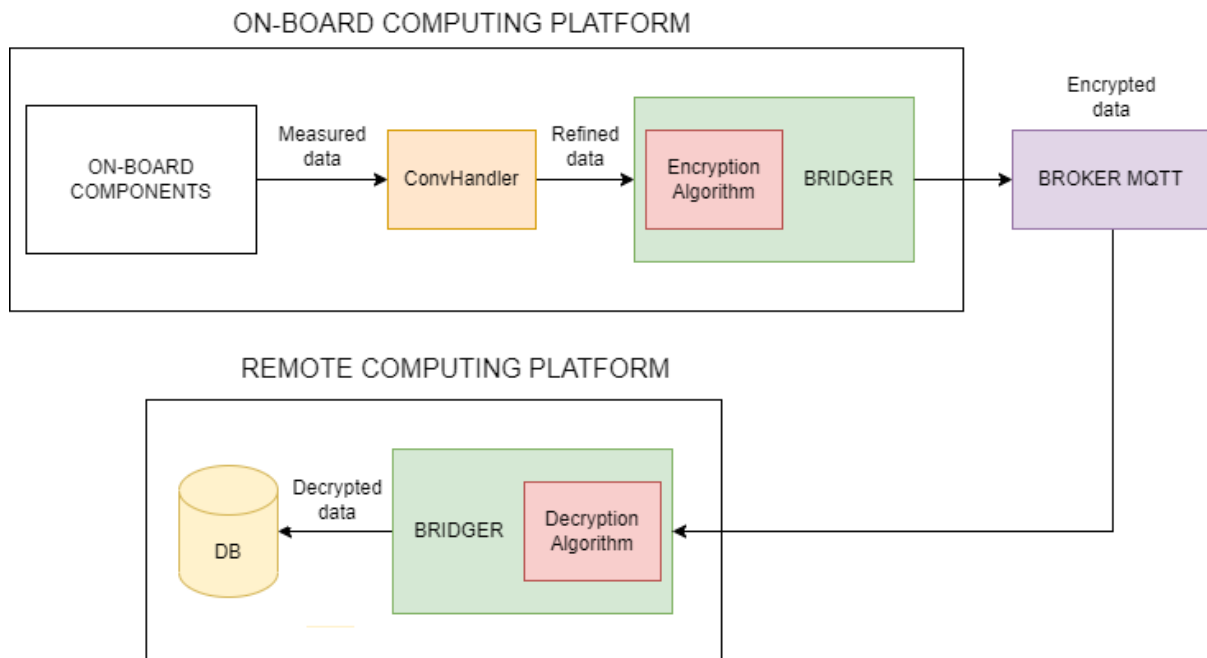 ON-BOARD COMPUTING PLATFORM
ON-BOARD
COMPONENTS
Measured
data
ConvHandler
Refined
data
Encryption
Algorithm
BRIDGER
Encrypted
data
BROKER MQTT
REMOTE COMPUTING PLATFORM
DB
Decrypted
data
BRIDGER
Decryption
Algorithm